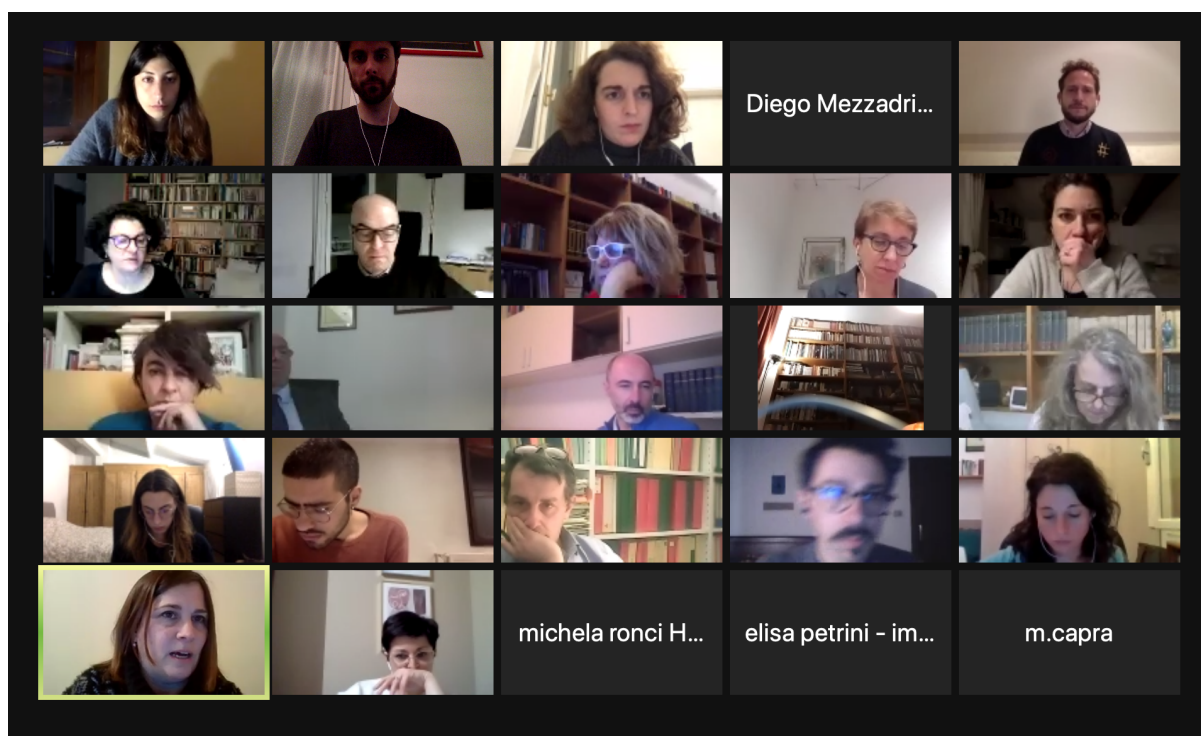 Diego Mezzadri...
michela ronci H...
elisa petrini - im...
m.capra